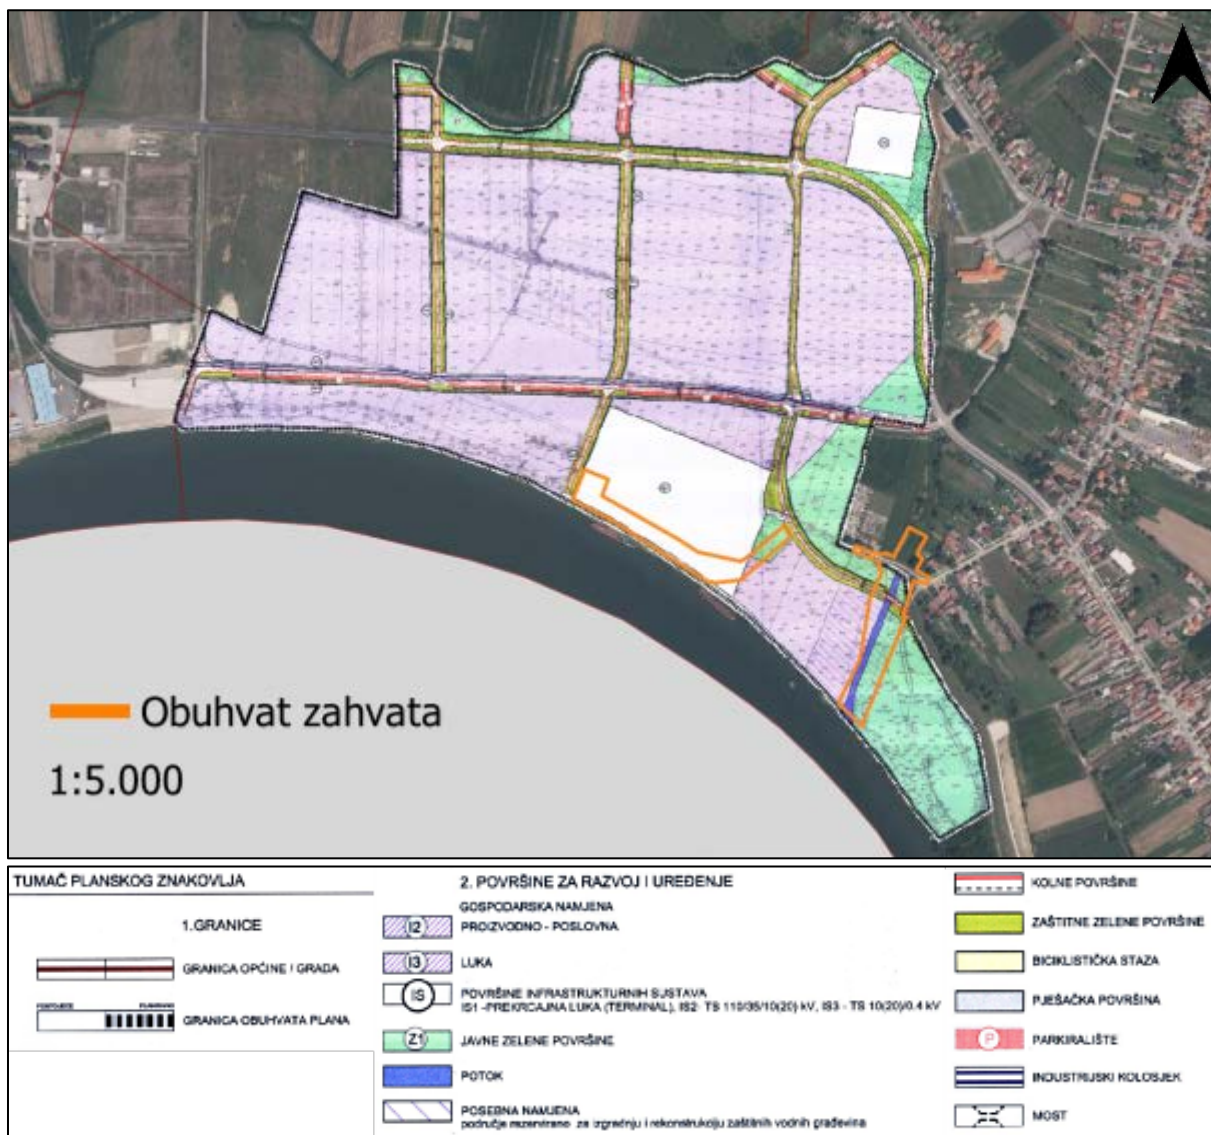 Obuhvat zahvata
1:5.000
TUMAČ PLANSKOG ZNAKOVLJA
1.GRANICE
GRANICA OPĆINE I GRADA
GRANICA OBUHVATA PLANA
2. POVRŠINE ZA RAZVOJ I UREĐENJE
GOSPODARSKA NAMJENA
I2 PROIZVODNO - POSLOVNA
I3 LUKA
IS POVRŠINE INFRASTRUKTURNIH SUSTAVA
IS1 -PREKRCAJNA LUKA (TERMINAL), IS2- TS 110/35/10(20) kV, IS3 - TS 10(20)/0.4 kV
Z1 JAVNE ZELENE POVRŠINE
POTOK
POSEBNA NAMJENA
područje rezervirano za izgradnju i rekonstrukciju zaštitnih vodnih građevina
KOLNE POVRŠINE
ZAŠTITNE ZELENE POVRŠINE
BICIKLISTIČKA STAZA
PJEŠAČKA POVRŠINA
P PARKIRALIŠTE
INDUSTRIJSKI KOLOSJEK
MOST